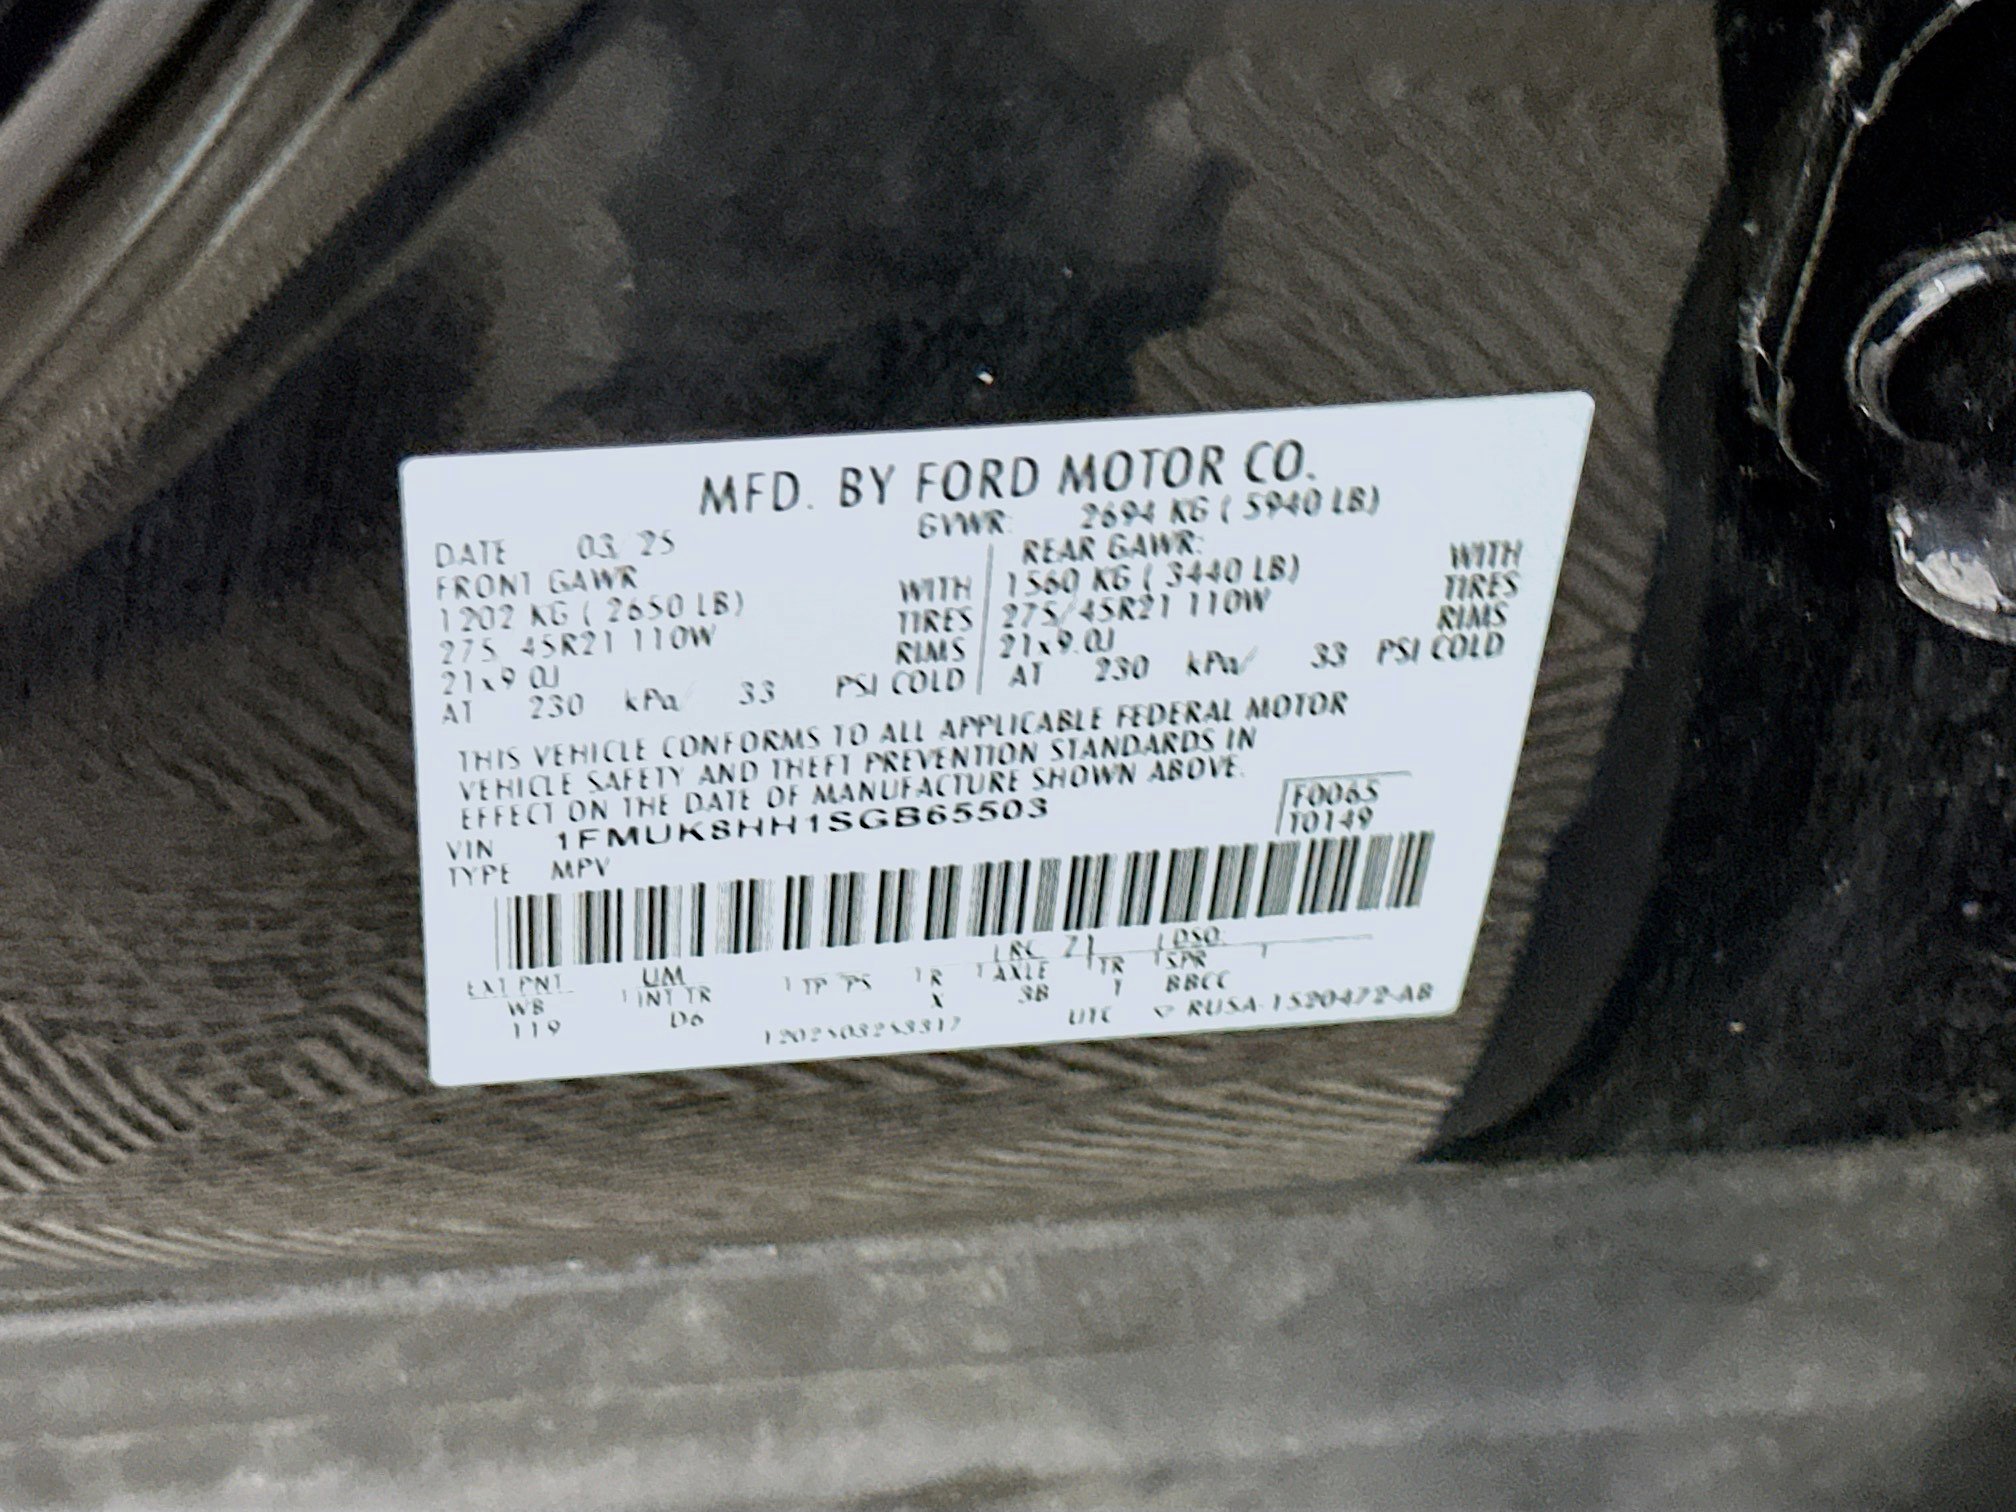 MFD. BY FORD MOTOR CO.
DATE 03/25 GVWR: 2694 KG ( 5940 LB)
FRONT GAWR REAR GAWR:
1202 KG ( 2650 LB) WITH 1560 KG ( 3440 LB) WITH
275/45R21 110W TIRES 275/45R21 110W TIRES
21x9.0J RIMS 21x9.0J RIMS
AT 230 kPa/ 33 PSI COLD AT 230 kPa/ 33 PSI COLD
THIS VEHICLE CONFORMS TO ALL APPLICABLE FEDERAL MOTOR
VEHICLE SAFETY AND THEFT PREVENTION STANDARDS IN
EFFECT ON THE DATE OF MANUFACTURE SHOWN ABOVE.
VIN 1FMUK8HH1SGB65503 F0065
TYPE MPV T0149
EXT PNT UM RC 21 DSO
WB INT TR TP PS R AXLE TR SPR
119 D6 X 3B T BBCC
UTC RUSA-1520472-AB